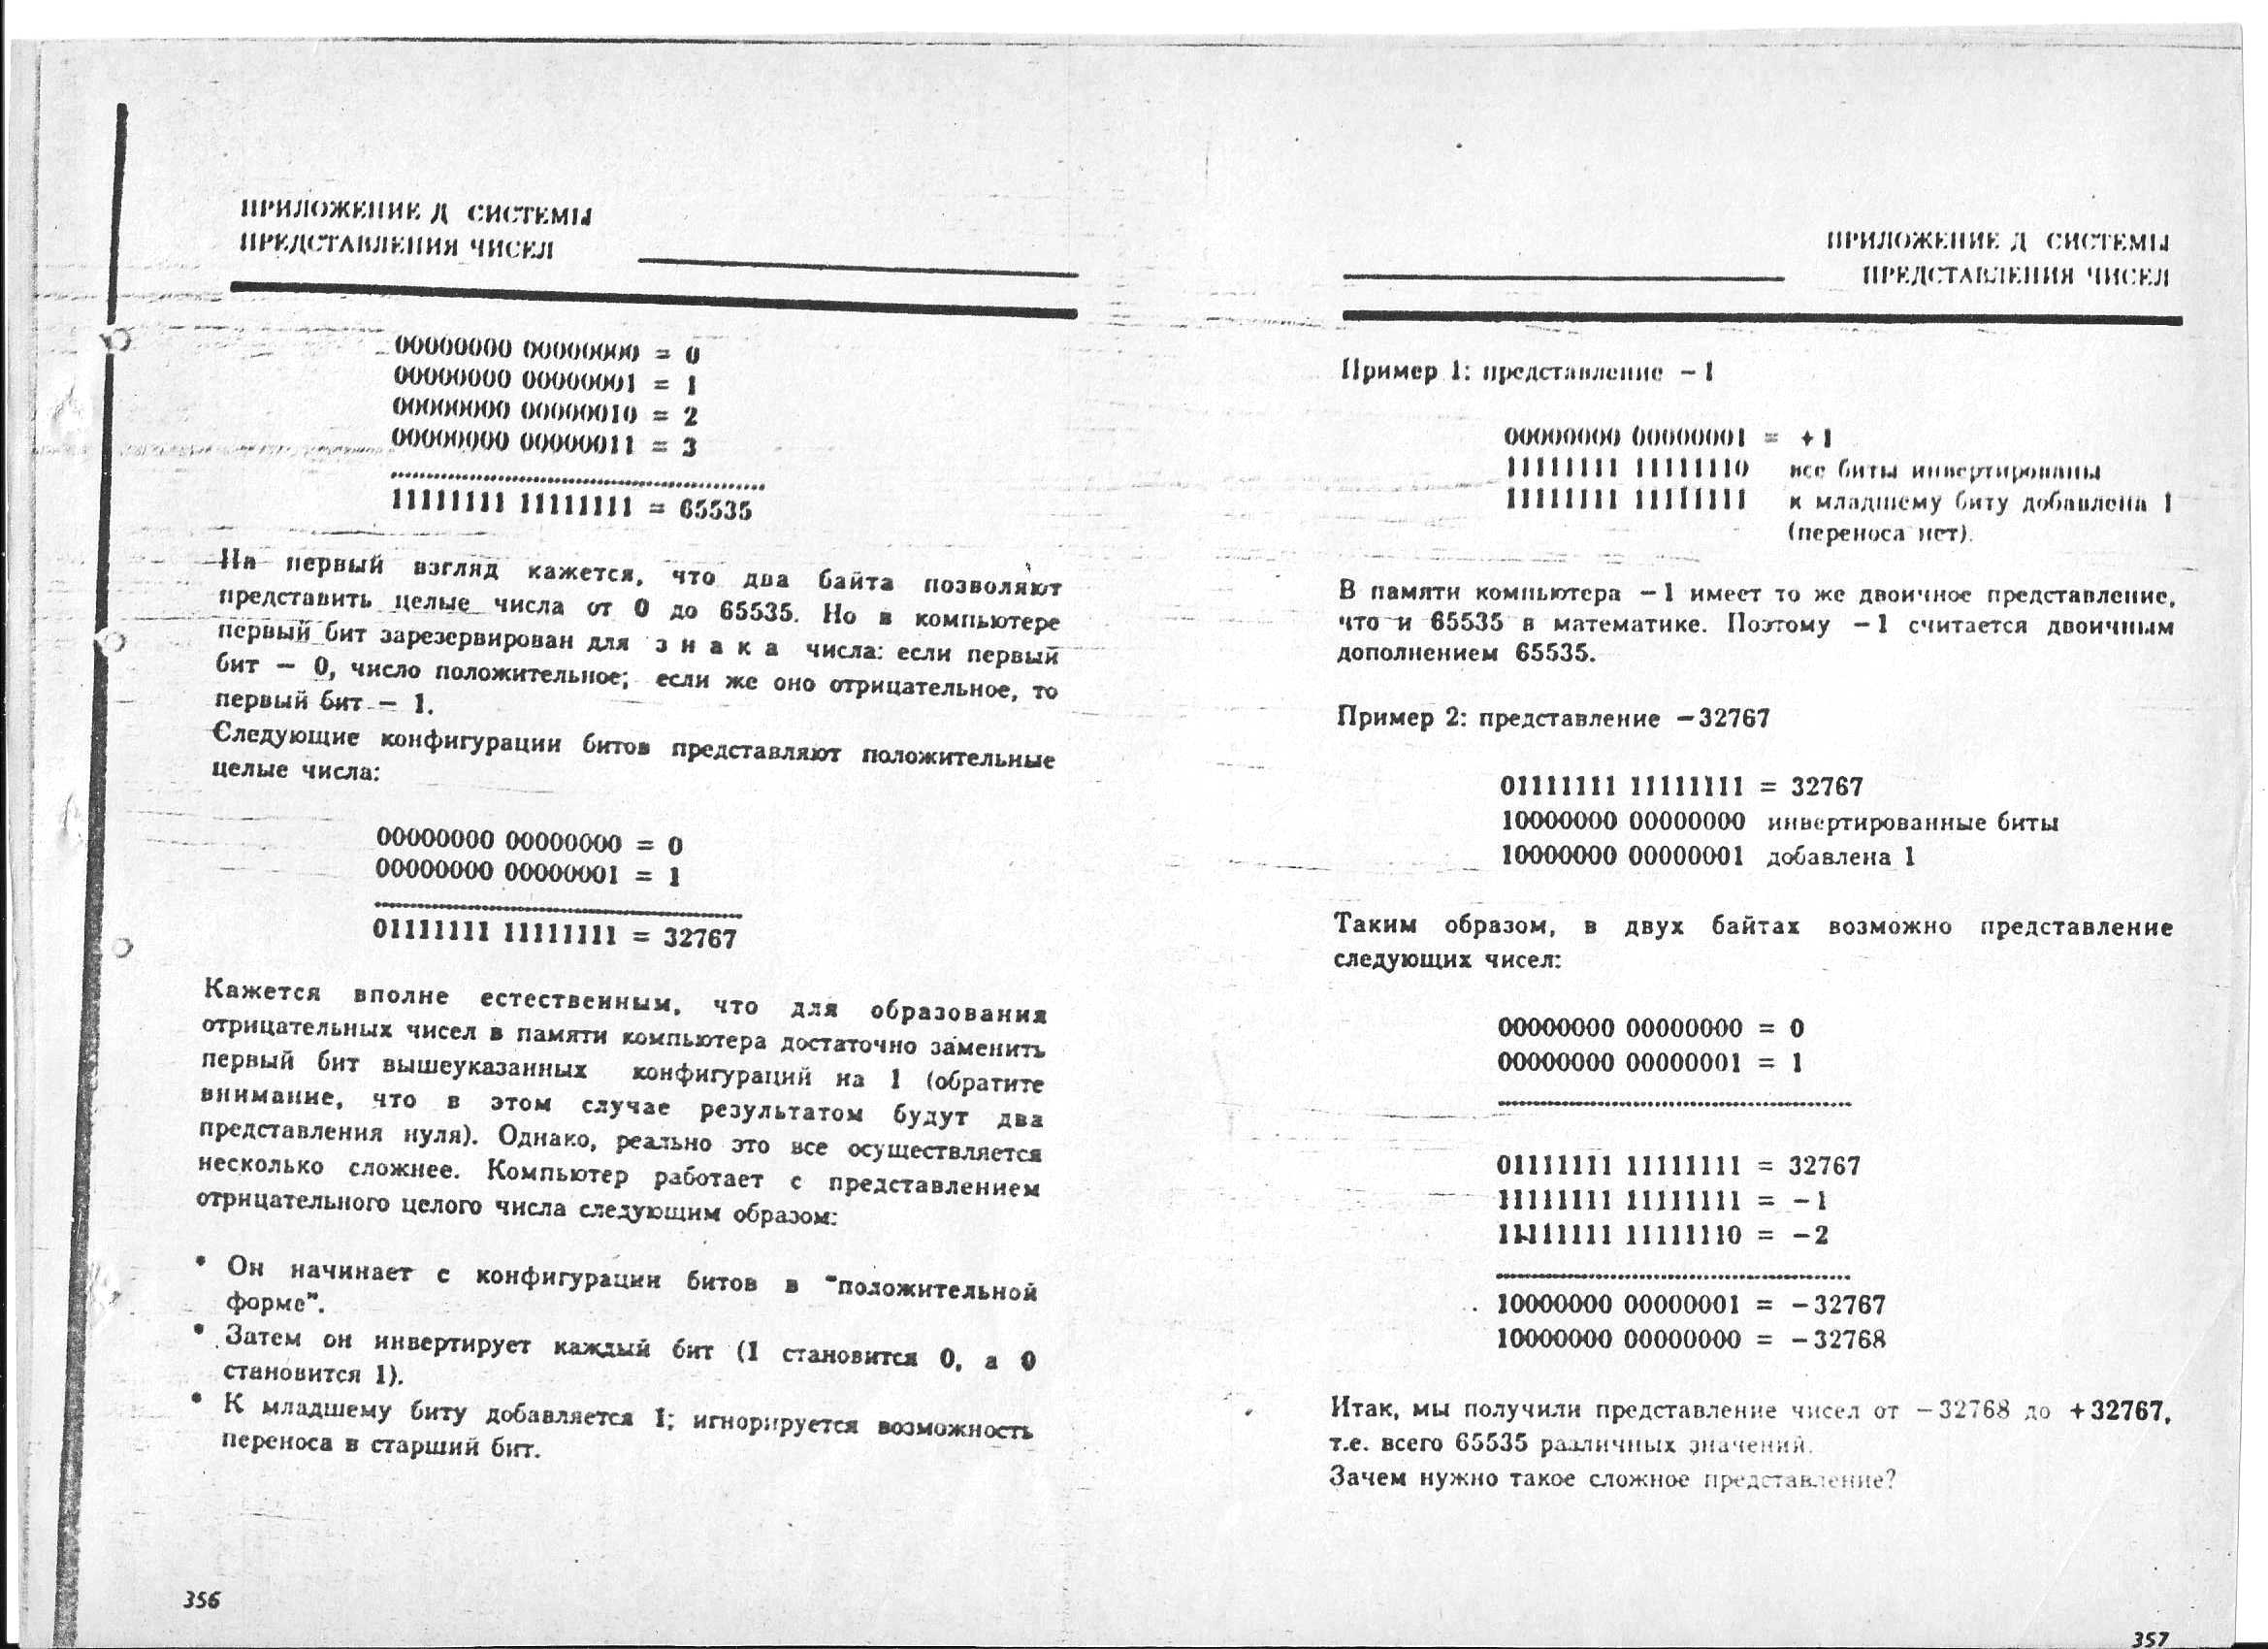 ПРИЛОЖЕНИЕ Д СИСТЕМЫ
ПРЕДСТАВЛЕНИЯ ЧИСЕЛ
00000000 00000000 = 0
00000000 00000001 = 1
00000000 00000010 = 2
00000000 00000011 = 3
11111111 11111111 = 65535
На первый взгляд кажется, что два байта позволяют
представить целые числа от 0 до 65535. Но в компьютере
первый бит зарезервирован для з н а к а числа: если первый
бит — 0, число положительное; если же оно отрицательное, то
первый бит — 1.
Следующие конфигурации битов представляют положительные
целые числа:
00000000 00000000 = 0
00000000 00000001 = 1
01111111 11111111 = 32767
Кажется вполне естественным, что для образования
отрицательных чисел в памяти компьютера достаточно заменить
первый бит вышеуказанных конфигураций на 1 (обратите
внимание, что в этом случае результатом будут два
представления нуля). Однако, реально это все осуществляется
несколько сложнее. Компьютер работает с представлением
отрицательного целого числа следующим образом:
• Он начинает с конфигурации битов в "положительной
форме".
• Затем он инвертирует каждый бит (1 становится 0, а 0
становится 1).
• К младшему биту добавляется 1; игнорируется возможность
переноса в старший бит.
356
ПРИЛОЖЕНИЕ Д СИСТЕМЫ
ПРЕДСТАВЛЕНИЯ ЧИСЕЛ
Пример 1: представление −1
00000000 00000001 = +1
11111111 11111110 все биты инвертированы
11111111 11111111 к младшему биту добавлена 1
(переноса нет).
В памяти компьютера −1 имеет то же двоичное представление,
что и 65535 в математике. Поэтому −1 считается двоичным
дополнением 65535.
Пример 2: представление −32767
01111111 11111111 = 32767
10000000 00000000 инвертированные биты
10000000 00000001 добавлена 1
Таким образом, в двух байтах возможно представление
следующих чисел:
00000000 00000000 = 0
00000000 00000001 = 1
01111111 11111111 = 32767
11111111 11111111 = −1
11111111 11111110 = −2
10000000 00000001 = −32767
10000000 00000000 = −32768
Итак, мы получили представление чисел от −32768 до +32767,
т.е. всего 65535 различных значений.
Зачем нужно такое сложное представление?
357